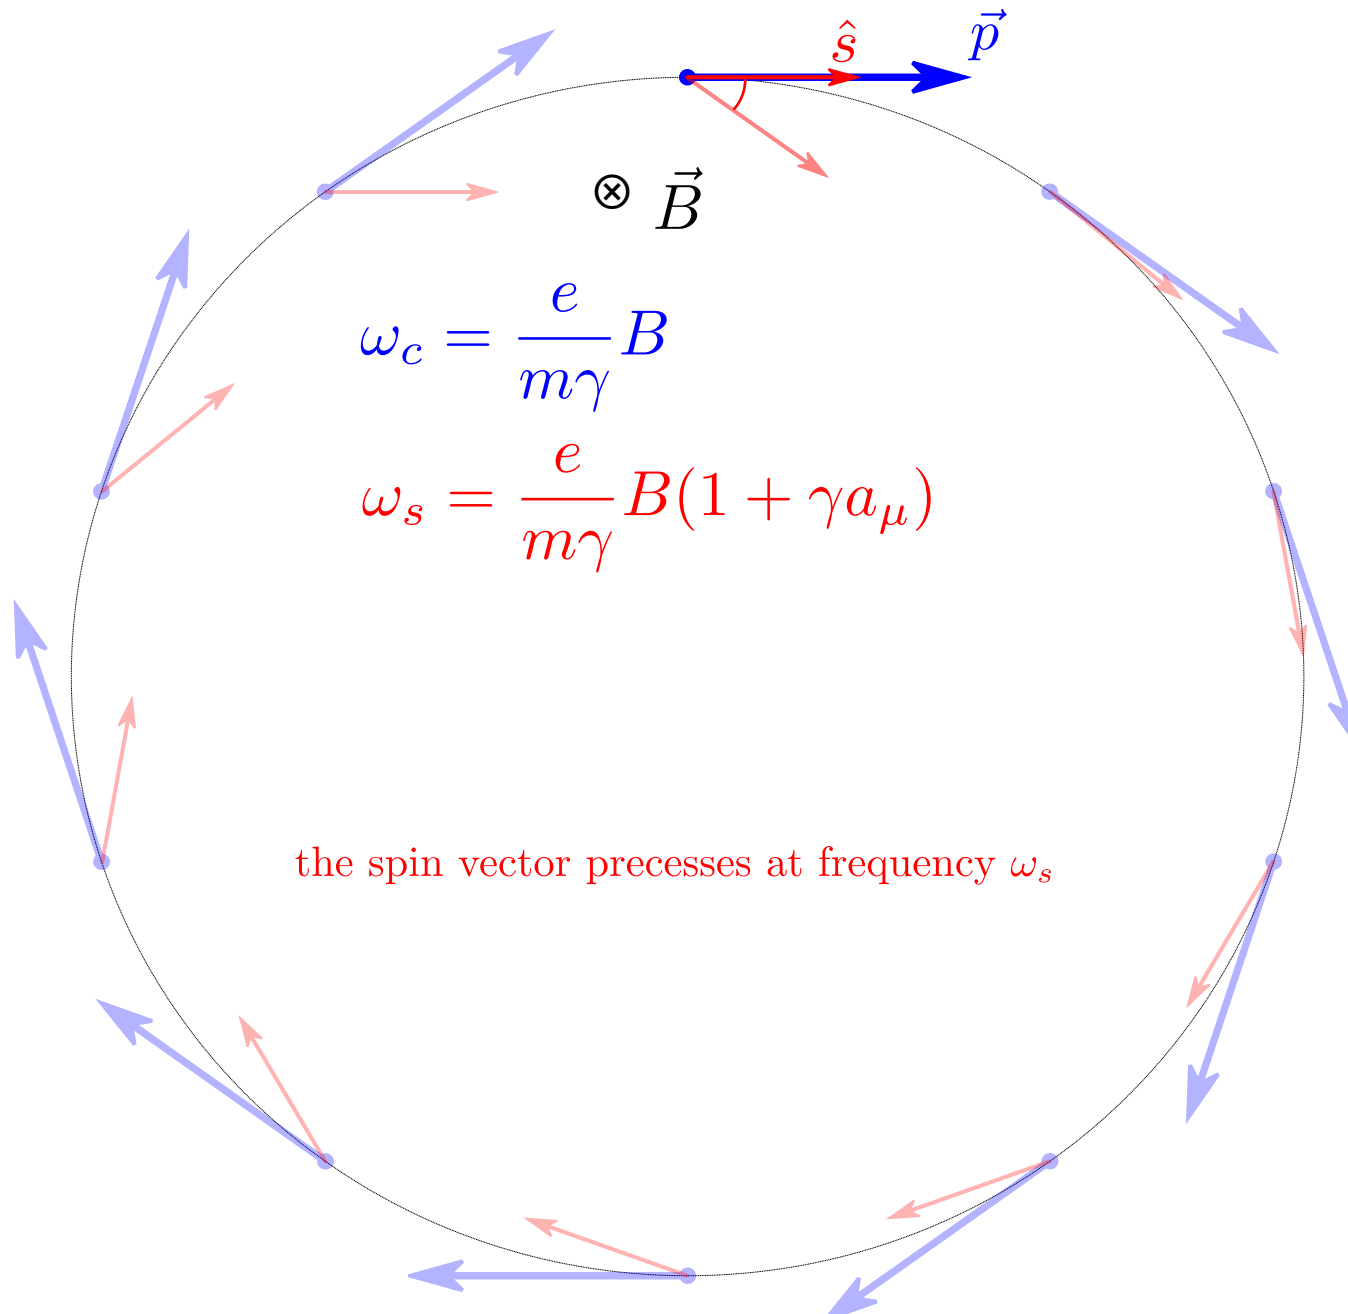 ŝ
p⃗
⊗ B⃗
ω_c = e/(mγ) B
ω_s = e/(mγ) B(1 + γa_μ)
the spin vector precesses at frequency ω_s